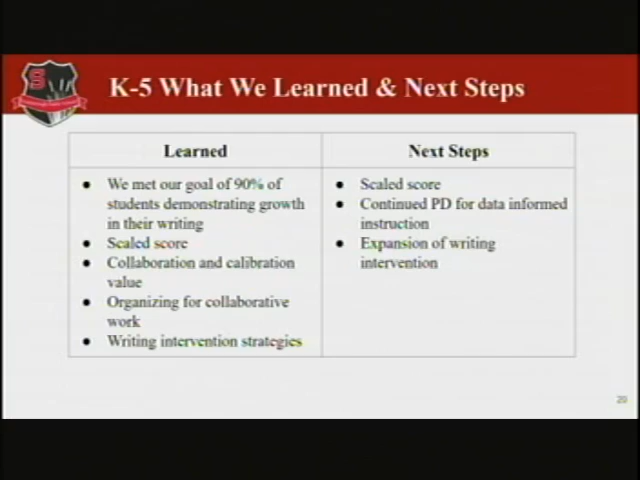 S
K-5 What We Learned & Next Steps
Learned
Next Steps
● We met our goal of 90% of
students demonstrating growth
in their writing
● Scaled score
● Collaboration and calibration
value
● Organizing for collaborative
work
● Writing intervention strategies
● Scaled score
● Continued PD for data informed
instruction
● Expansion of writing
intervention
20